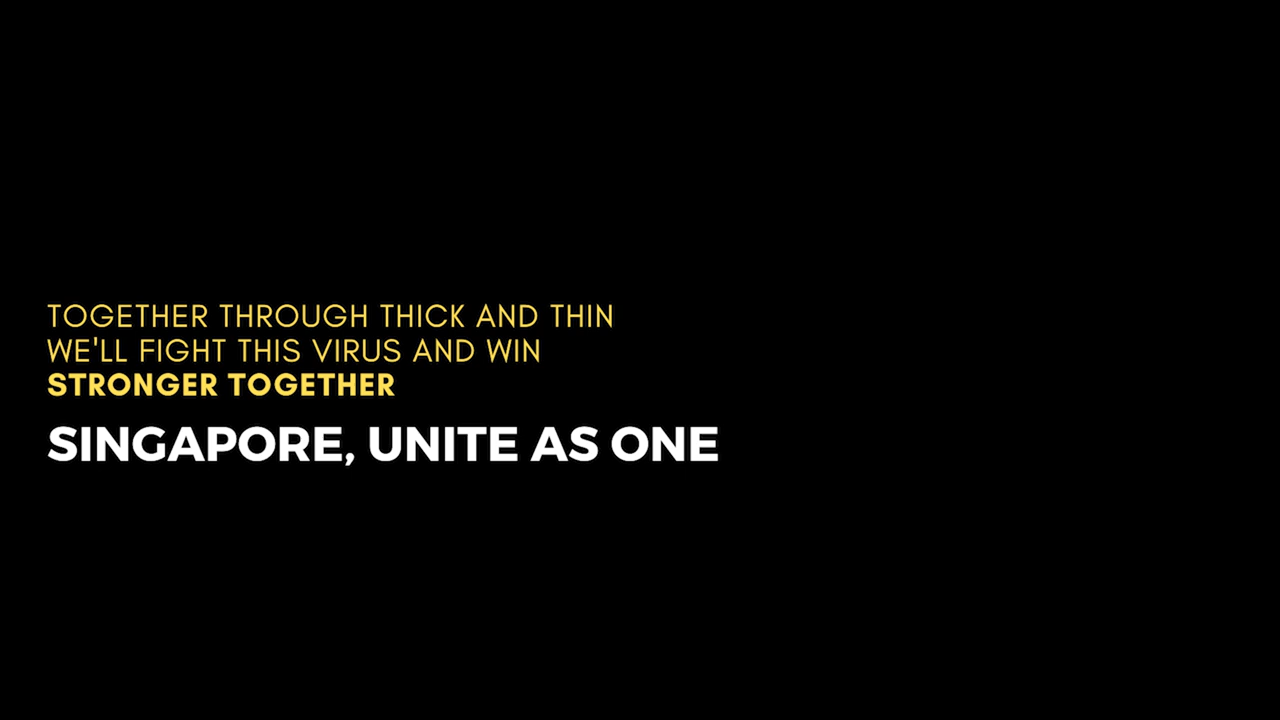 TOGETHER THROUGH THICK AND THIN
WE'LL FIGHT THIS VIRUS AND WIN
STRONGER TOGETHER
SINGAPORE, UNITE AS ONE